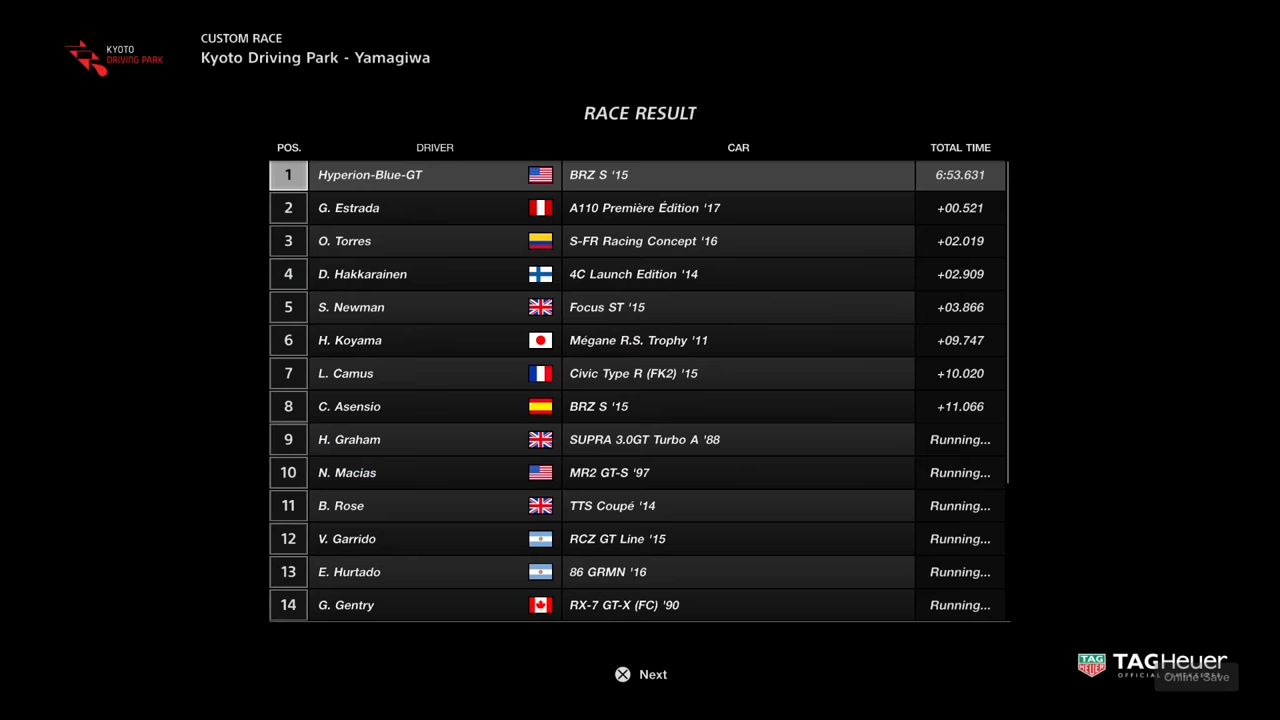 KYOTO
DRIVING PARK
CUSTOM RACE
Kyoto Driving Park - Yamagiwa
RACE RESULT
POS. DRIVER CAR TOTAL TIME
1 Hyperion-Blue-GT BRZ S '15 6:53.631
2 G. Estrada A110 Première Édition '17 +00.521
3 O. Torres S-FR Racing Concept '16 +02.019
4 D. Hakkarainen 4C Launch Edition '14 +02.909
5 S. Newman Focus ST '15 +03.866
6 H. Koyama Mégane R.S. Trophy '11 +09.747
7 L. Camus Civic Type R (FK2) '15 +10.020
8 C. Asensio BRZ S '15 +11.066
9 H. Graham SUPRA 3.0GT Turbo A '88 Running...
10 N. Macias MR2 GT-S '97 Running...
11 B. Rose TTS Coupé '14 Running...
12 V. Garrido RCZ GT Line '15 Running...
13 E. Hurtado 86 GRMN '16 Running...
14 G. Gentry RX-7 GT-X (FC) '90 Running...
Next
TAG HEUER
TAGHeuer
OFFICIAL
Online Save